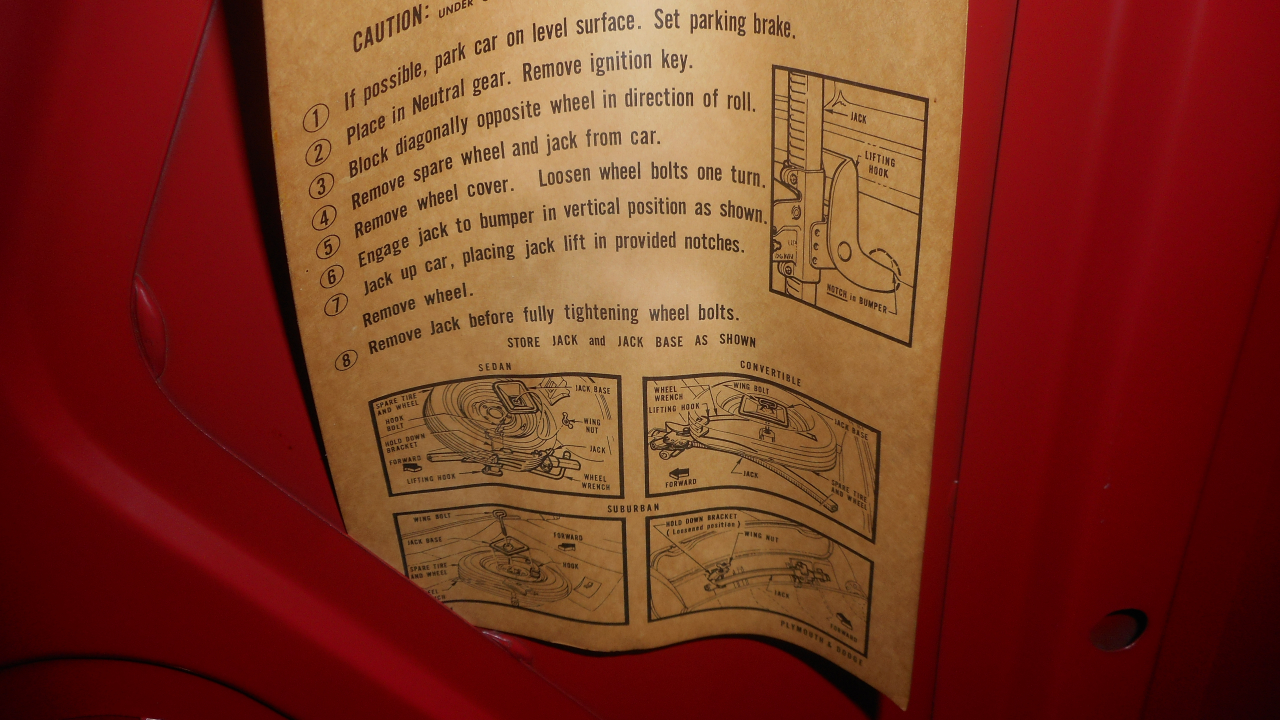 CAUTION: UNDER
1 If possible, park car on level surface. Set parking brake.
Place in Neutral gear. Remove ignition key.
2 Block diagonally opposite wheel in direction of roll.
3 Remove spare wheel and jack from car.
4 Remove wheel cover. Loosen wheel bolts one turn.
5 Engage jack to bumper in vertical position as shown.
6 Jack up car, placing jack lift in provided notches.
7 Remove wheel.
8 Remove Jack before fully tightening wheel bolts.
JACK
LIFTING
HOOK
NOTCH in BUMPER
STORE JACK and JACK BASE AS SHOWN
SEDAN
SPARE TIRE
AND WHEEL
HOOK
BOLT
HOLD DOWN
BRACKET
FORWARD
LIFTING HOOK
JACK BASE
WING
NUT
JACK
WHEEL
WRENCH
CONVERTIBLE
WHEEL
WRENCH
LIFTING HOOK
WING BOLT
JACK BASE
FORWARD
JACK
SPARE TIRE
AND WHEEL
SUBURBAN
WING BOLT
JACK BASE
SPARE TIRE
AND WHEEL
FORWARD
HOOK
HOLD DOWN BRACKET
(Loosened position)
WING NUT
JACK
FORWARD
PLYMOUTH & DODGE